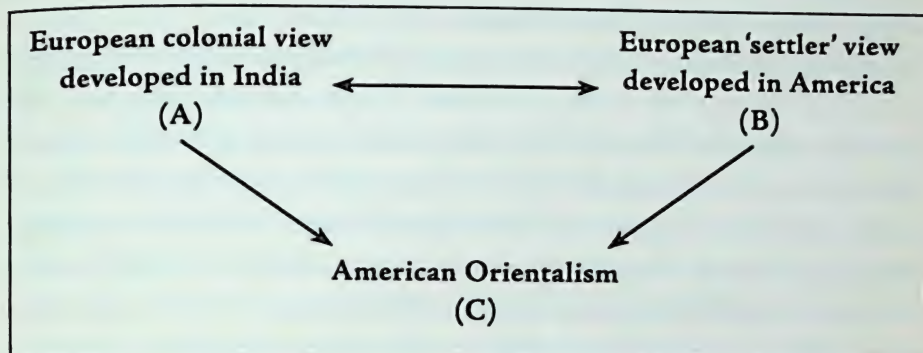 European colonial view
developed in India
(A)
European 'settler' view
developed in America
(B)
American Orientalism
(C)